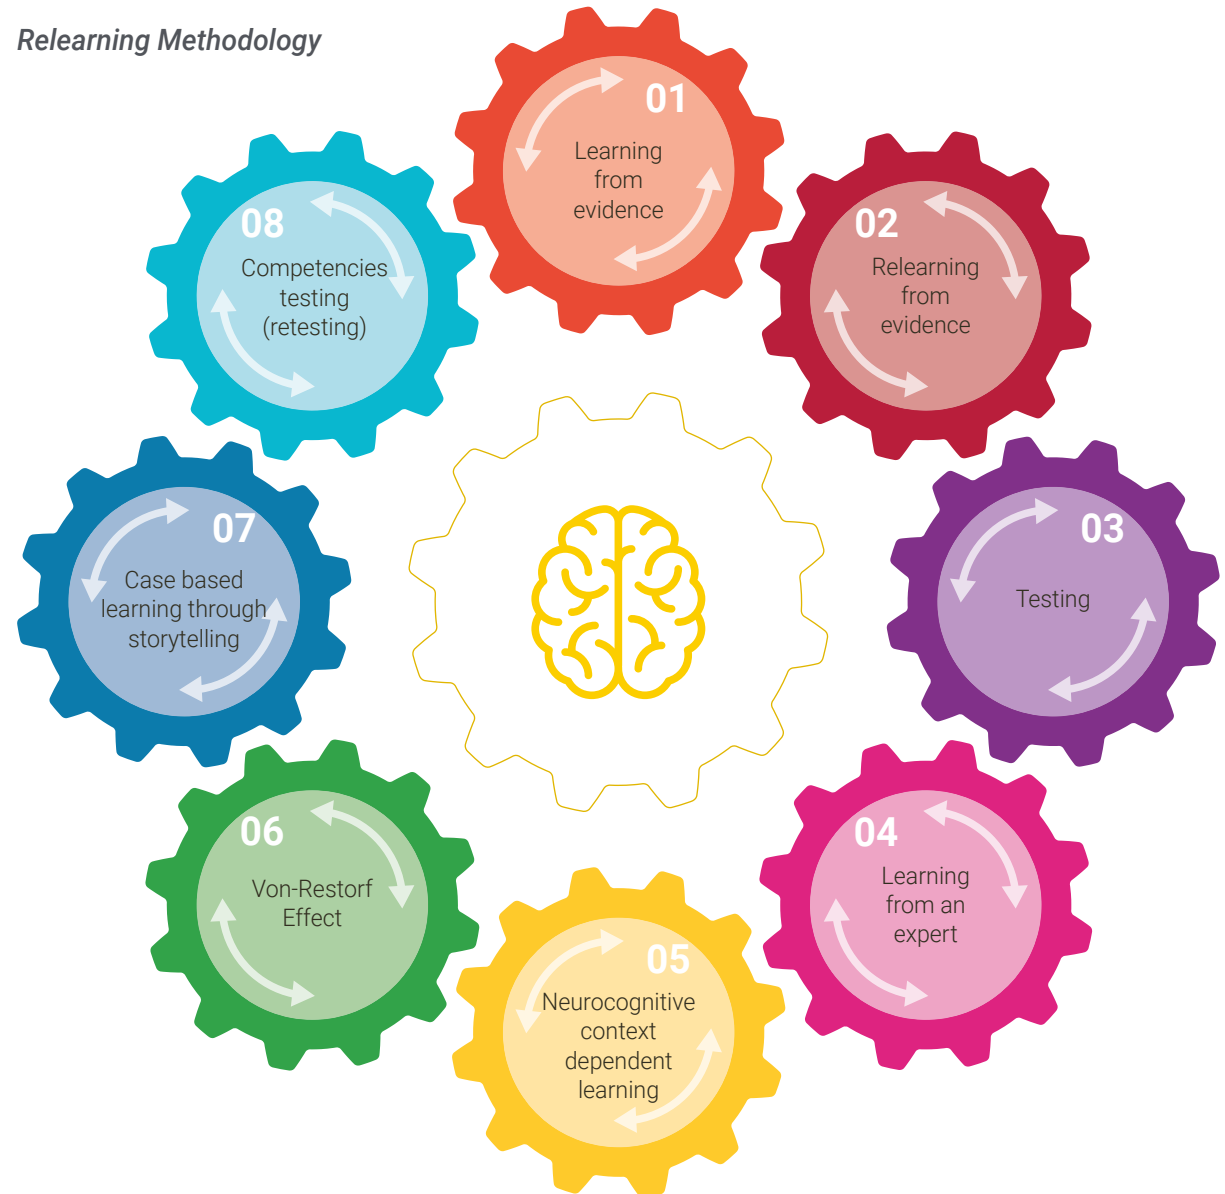 Relearning Methodology
01
Learning
from
evidence
02
Relearning
from
evidence
03
Testing
04
Learning
from an
expert
05
Neurocognitive
context
dependent
learning
06
Von-Restorf
Effect
07
Case based
learning through
storytelling
08
Competencies
testing
(retesting)